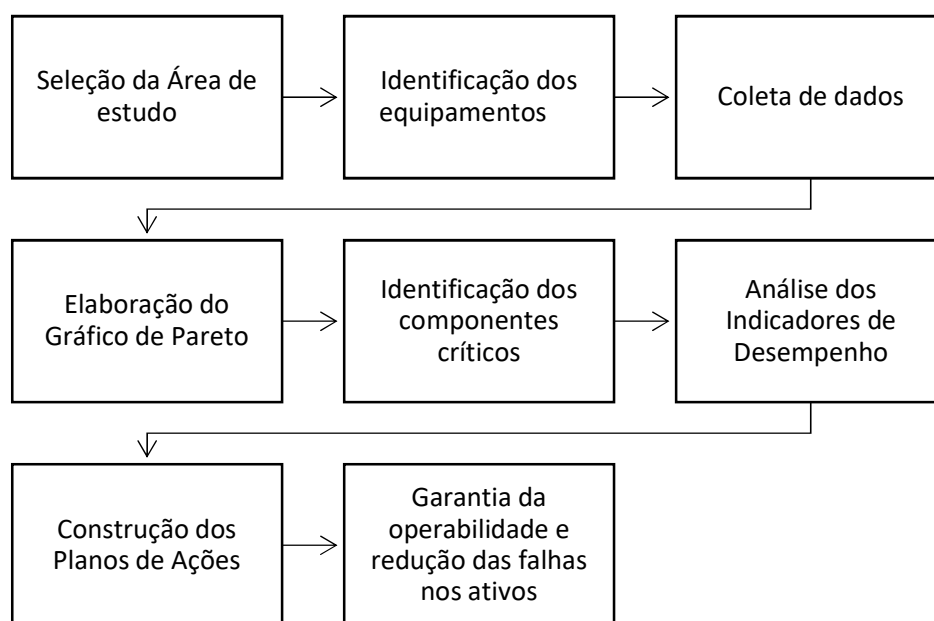 Seleção da Área de
estudo
Identificação dos
equipamentos
Coleta de dados
Elaboração do
Gráfico de Pareto
Identificação dos
componentes
críticos
Análise dos
Indicadores de
Desempenho
Construção dos
Planos de Ações
Garantia da
operabilidade e
redução das falhas
nos ativos